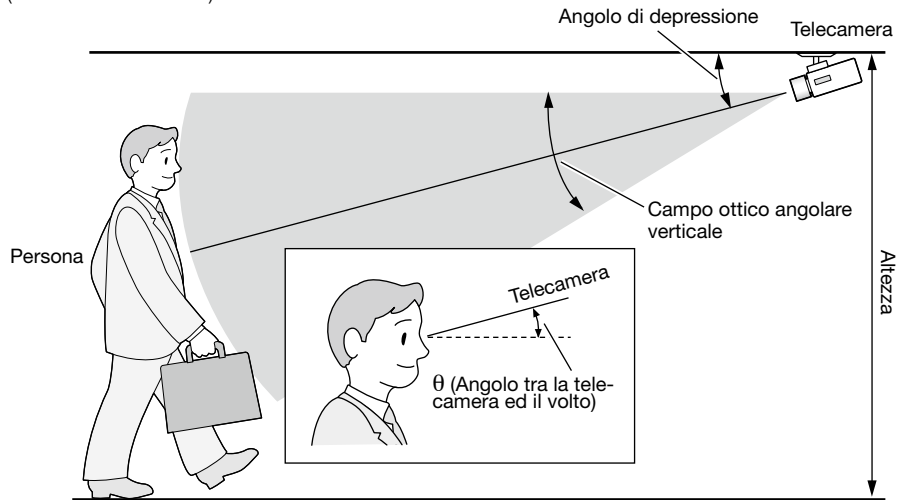 Angolo di depressione
Telecamera
Campo ottico angolare
verticale
Persona
Altezza
Telecamera
θ (Angolo tra la tele-
camera ed il volto)